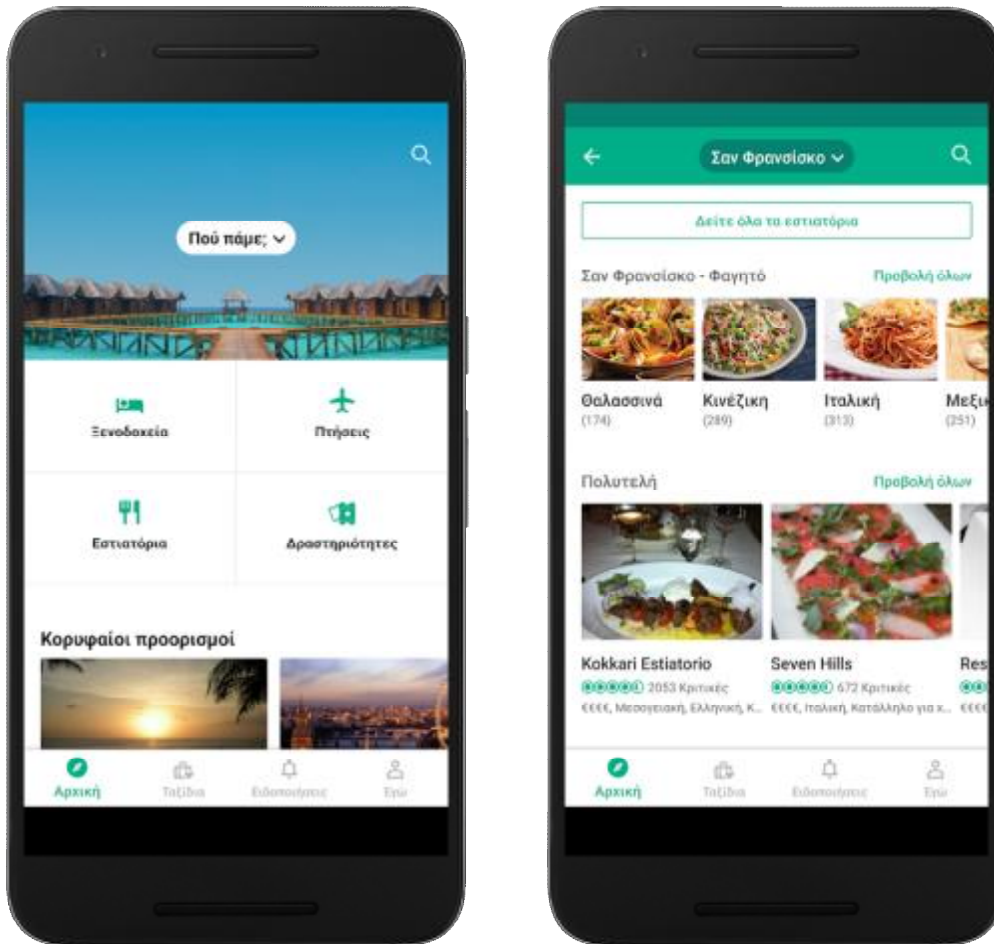 Πού πάμε;
Ξενοδοχεία
Πτήσεις
Εστιατόρια
Δραστηριότητες
Κορυφαίοι προορισμοί
Αρχική
Ταξίδια
Ειδοποιήσεις
Εγώ
Σαν Φρανσίσκο
Δείτε όλα τα εστιατόρια
Σαν Φρανσίσκο - Φαγητό
Προβολή όλων
Θαλασσινά
(174)
Κινέζικη
(289)
Ιταλική
(313)
Μεξικ
(251)
Πολυτελή
Προβολή όλων
Kokkari Estiatorio
2053 Κριτικές
€€€€, Μεσογειακή, Ελληνική, Κ...
Seven Hills
672 Κριτικές
€€€€, Ιταλική, Κατάλληλο για χ...
Res
€€€€
Αρχική
Ταξίδια
Ειδοποιήσεις
Εγώ